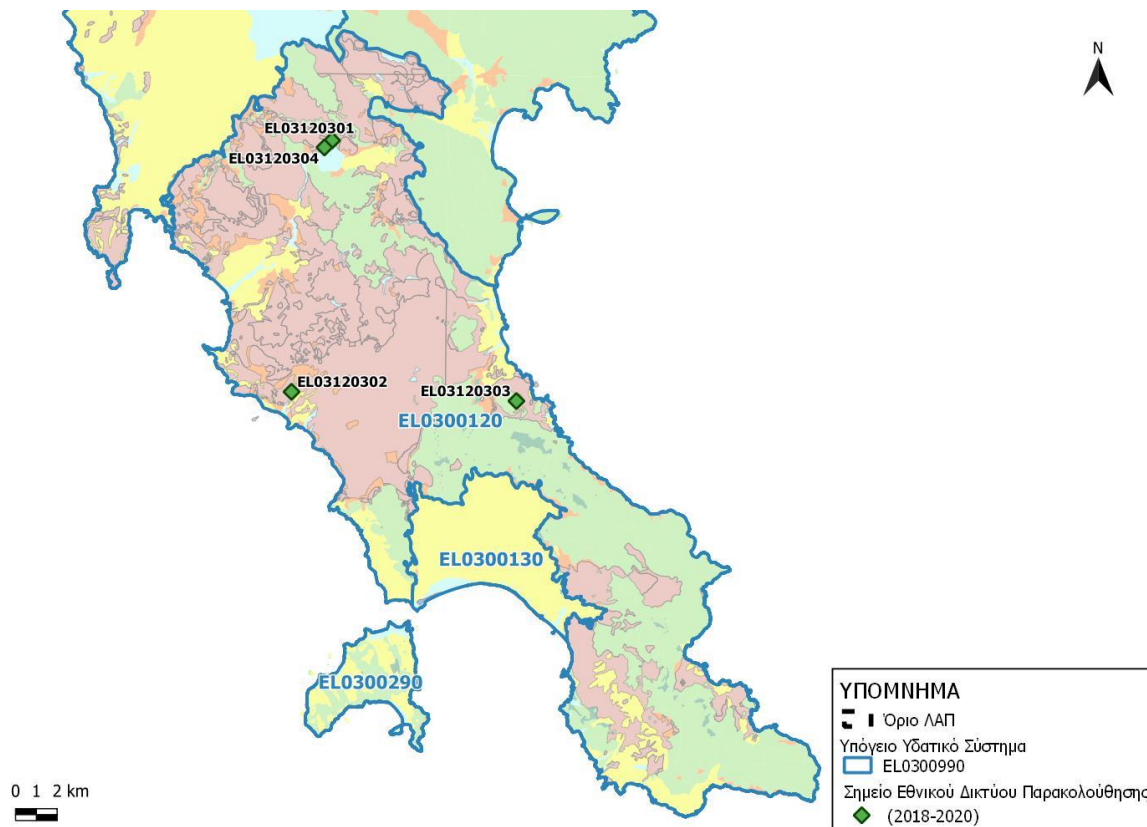 N
EL03120301
EL03120304
EL03120302
EL03120303
EL0300120
EL0300130
EL0300290
0 1 2 km
ΥΠΟΜΝΗΜΑ
Όριο ΛΑΠ
Υπόγειο Υδατικό Σύστημα
EL0300990
Σημείο Εθνικού Δικτύου Παρακολούθησης
(2018-2020)